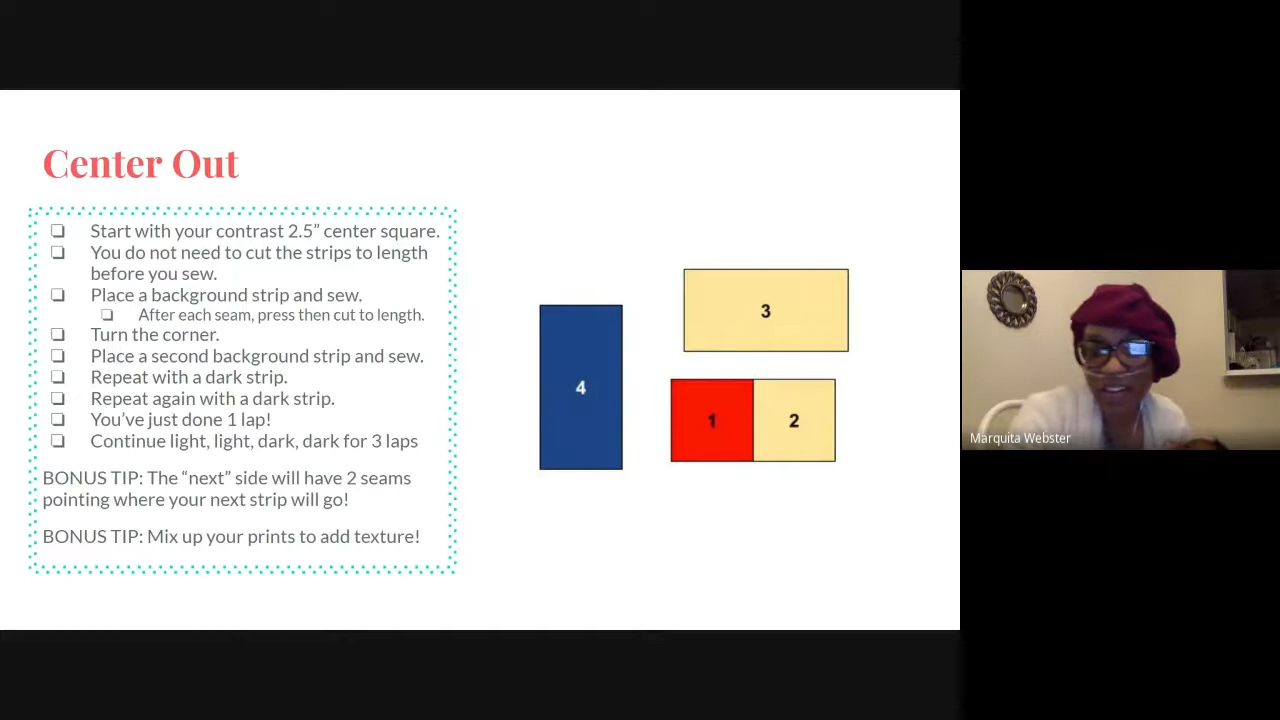 Center Out
Start with your contrast 2.5” center square.
You do not need to cut the strips to length
before you sew.
Place a background strip and sew.
After each seam, press then cut to length.
Turn the corner.
Place a second background strip and sew.
Repeat with a dark strip.
Repeat again with a dark strip.
You’ve just done 1 lap!
Continue light, light, dark, dark for 3 laps
BONUS TIP: The “next” side will have 2 seams
pointing where your next strip will go!
BONUS TIP: Mix up your prints to add texture!
3
4
1 2
Marquita Webster